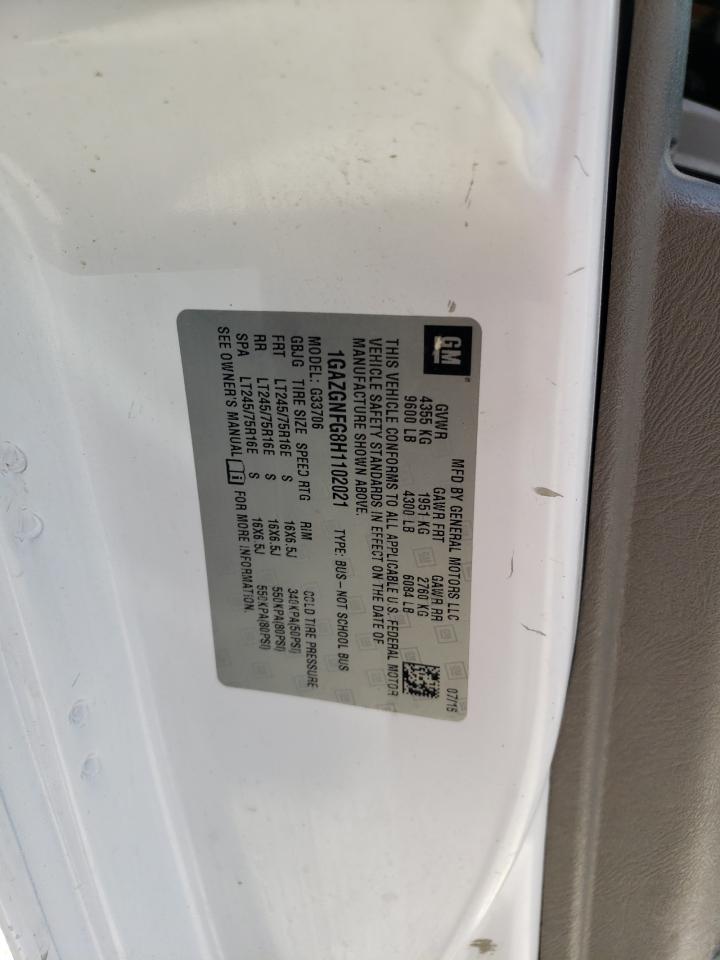 GM
MFD BY GENERAL MOTORS LLC 07/16
GVWR GAWR FRT GAWR RR
4355 KG 1951 KG 2760 KG
9600 LB 4300 LB 6084 LB
THIS VEHICLE CONFORMS TO ALL APPLICABLE U.S. FEDERAL MOTOR
VEHICLE SAFETY STANDARDS IN EFFECT ON THE DATE OF
MANUFACTURE SHOWN ABOVE.
1GAZGNFG8H1102021 TYPE: BUS–NOT SCHOOL BUS
MODEL: G33706
GBJG TIRE SIZE SPEED RTG RIM COLD TIRE PRESSURE
FRT LT245/75R16E S 16X6.5J 340KPA(50PSI)
RR LT245/75R16E S 16X6.5J 550KPA(80PSI)
SPA LT245/75R16E S 16X6.5J 550KPA(80PSI)
SEE OWNER'S MANUAL FOR MORE INFORMATION.